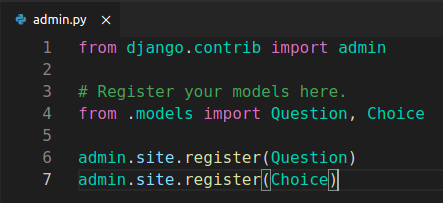 admin.py ×
1 from django.contrib import admin
2
3 # Register your models here.
4 from .models import Question, Choice
5
6 admin.site.register(Question)
7 admin.site.register(Choice)